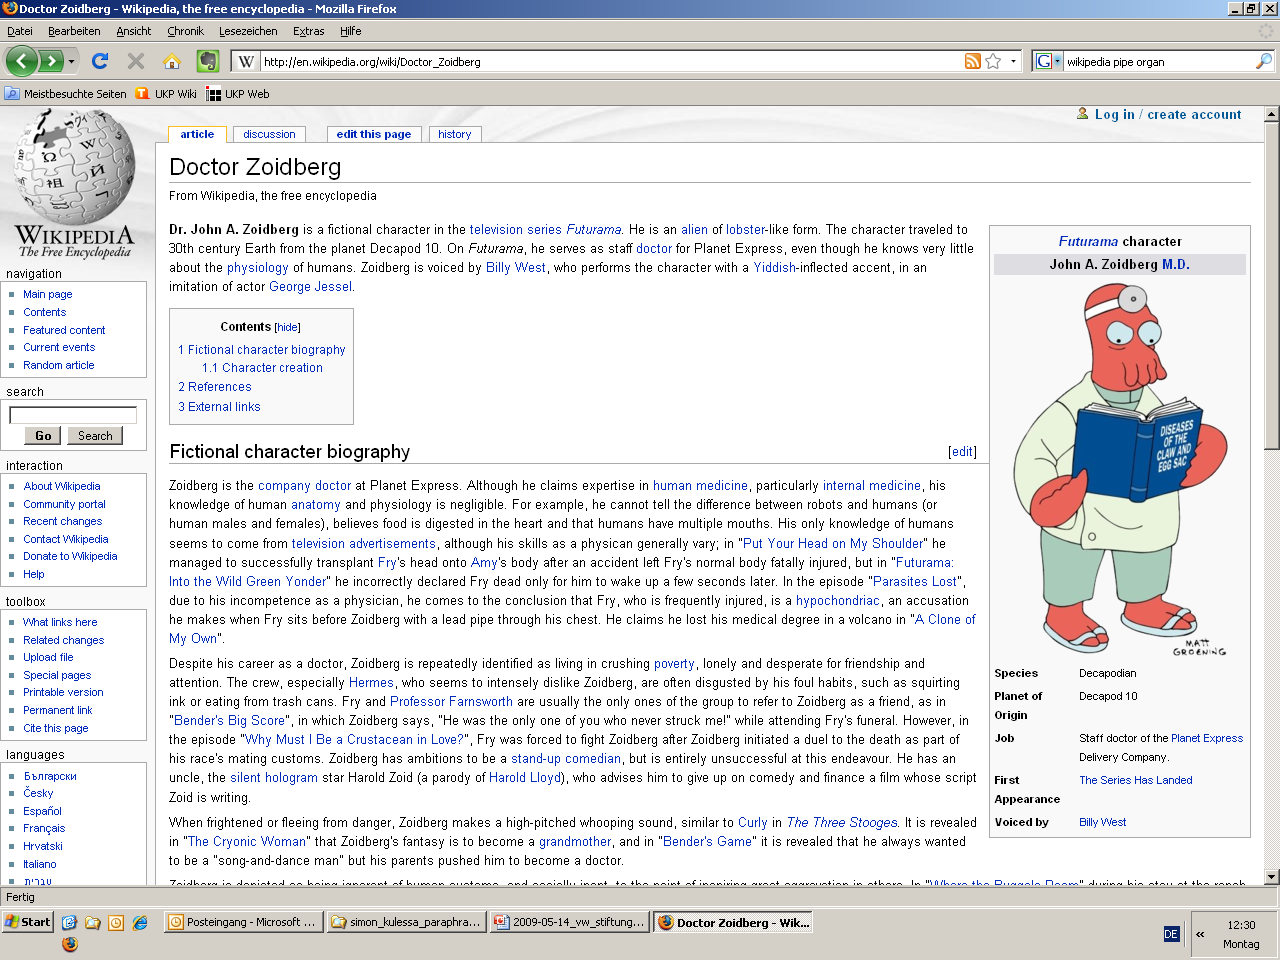 Doctor Zoidberg - Wikipedia, the free encyclopedia - Mozilla Firefox
Datei Bearbeiten Ansicht Chronik Lesezeichen Extras Hilfe
W http://en.wikipedia.org/wiki/Doctor_Zoidberg
G wikipedia pipe organ
Meistbesuchte Seiten UKP Wiki UKP Web
Log in / create account
article discussion edit this page history
WIKIPEDIA
The Free Encyclopedia
navigation
Main page
Contents
Featured content
Current events
Random article
search
Go Search
interaction
About Wikipedia
Community portal
Recent changes
Contact Wikipedia
Donate to Wikipedia
Help
toolbox
What links here
Related changes
Upload file
Special pages
Printable version
Permanent link
Cite this page
languages
Български
Česky
Español
Français
Hrvatski
Italiano
עברית
Doctor Zoidberg
From Wikipedia, the free encyclopedia
Dr. John A. Zoidberg is a fictional character in the television series Futurama. He is an alien of lobster-like form. The character traveled to
30th century Earth from the planet Decapod 10. On Futurama, he serves as staff doctor for Planet Express, even though he knows very little
about the physiology of humans. Zoidberg is voiced by Billy West, who performs the character with a Yiddish-inflected accent, in an
imitation of actor George Jessel.
Contents [hide]
1 Fictional character biography
1.1 Character creation
2 References
3 External links
Fictional character biography [edit]
Zoidberg is the company doctor at Planet Express. Although he claims expertise in human medicine, particularly internal medicine, his
knowledge of human anatomy and physiology is negligible. For example, he cannot tell the difference between robots and humans (or
human males and females), believes food is digested in the heart and that humans have multiple mouths. His only knowledge of humans
seems to come from television advertisements, although his skills as a physican generally vary; in "Put Your Head on My Shoulder" he
managed to successfully transplant Fry's head onto Amy's body after an accident left Fry's normal body fatally injured, but in "Futurama:
Into the Wild Green Yonder" he incorrectly declared Fry dead only for him to wake up a few seconds later. In the episode "Parasites Lost",
due to his incompetence as a physician, he comes to the conclusion that Fry, who is frequently injured, is a hypochondriac, an accusation
he makes when Fry sits before Zoidberg with a lead pipe through his chest. He claims he lost his medical degree in a volcano in "A Clone of
My Own".
Despite his career as a doctor, Zoidberg is repeatedly identified as living in crushing poverty, lonely and desperate for friendship and
attention. The crew, especially Hermes, who seems to intensely dislike Zoidberg, are often disgusted by his foul habits, such as squirting
ink or eating from trash cans. Fry and Professor Farnsworth are usually the only ones of the group to refer to Zoidberg as a friend, as in
"Bender's Big Score", in which Zoidberg says, "He was the only one of you who never struck me!" while attending Fry's funeral. However, in
the episode "Why Must I Be a Crustacean in Love?", Fry was forced to fight Zoidberg after Zoidberg initiated a duel to the death as part of
his race's mating customs. Zoidberg has ambitions to be a stand-up comedian, but is entirely unsuccessful at this endeavour. He has an
uncle, the silent hologram star Harold Zoid (a parody of Harold Lloyd), who advises him to give up on comedy and finance a film whose script
Zoid is writing.
When frightened or fleeing from danger, Zoidberg makes a high-pitched whooping sound, similar to Curly in The Three Stooges. It is revealed
in "The Cryonic Woman" that Zoidberg's fantasy is to become a grandmother, and in "Bender's Game" it is revealed that he always wanted
to be a "song-and-dance man" but his parents pushed him to become a doctor.
Zoidberg is depicted as being ignorant of human customs, and socially inept, to the point of inspiring great aggravation in others. In "Where the Buggalo Roam" during his stay at the ranch
Futurama character
John A. Zoidberg M.D.
DISEASES
OF THE
CLAW AND
EGG SAC
MATT
GROENING
Species Decapodian
Planet of Origin Decapod 10
Job Staff doctor of the Planet Express
Delivery Company.
First Appearance The Series Has Landed
Voiced by Billy West
Fertig
Start Posteingang - Microsoft ... simon_kulessa_paraphra... 2009-05-14_vw_stiftung... Doctor Zoidberg - Wik... DE « 12:30
Montag